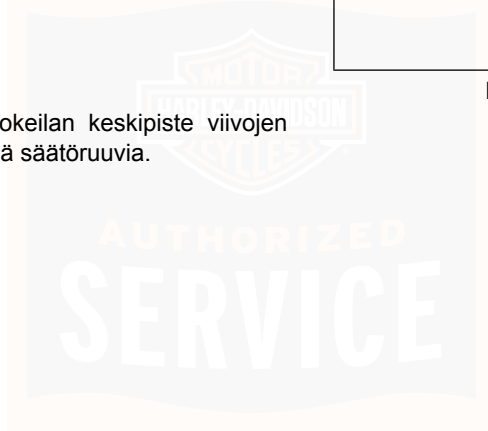 MOTOR
HARLEY-DAVIDSON
CYCLES
okeilan keskipiste viivojen
ä säätöruuvia.
AUTHORIZED
SERVICE